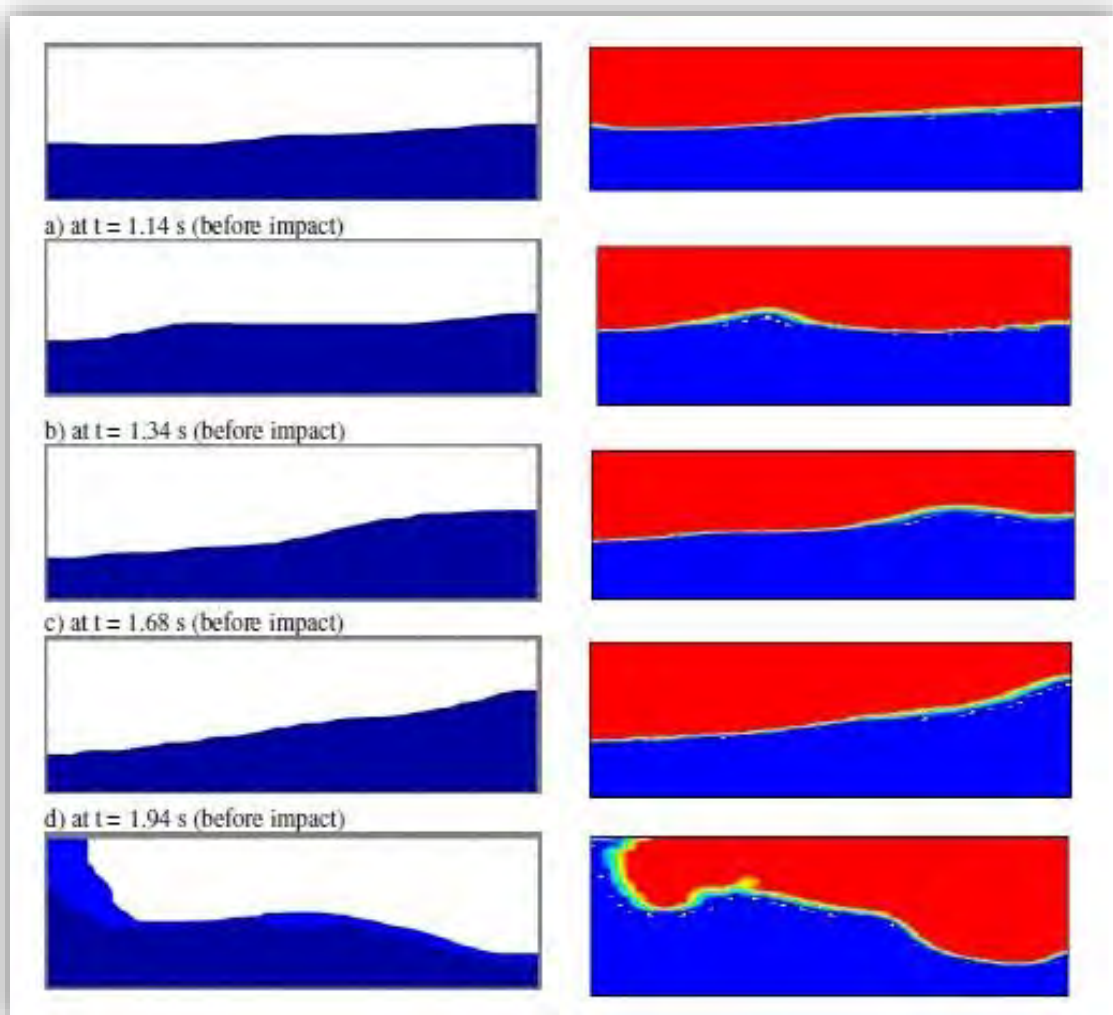 a) at t = 1.14 s (before impact)
b) at t = 1.34 s (before impact)
c) at t = 1.68 s (before impact)
d) at t = 1.94 s (before impact)